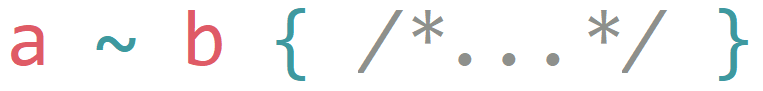 a ~ b { /*...*/ }